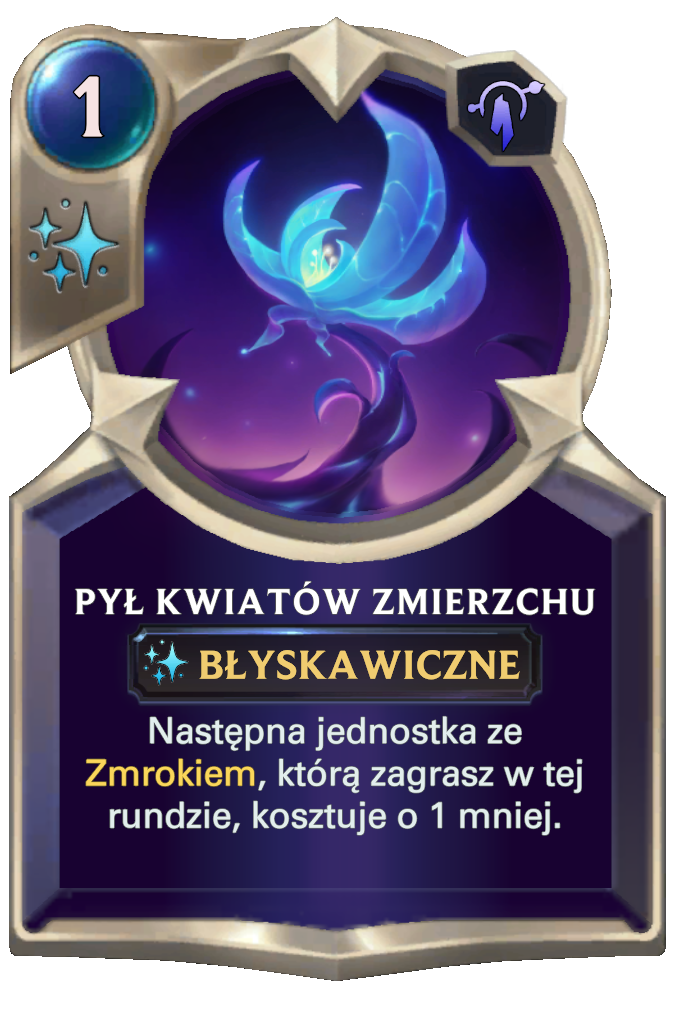 1
PYŁ KWIATÓW ZMIERZCHU
BŁYSKAWICZNE
Następna jednostka ze
Zmrokiem, którą zagrasz w tej
rundzie, kosztuje o 1 mniej.